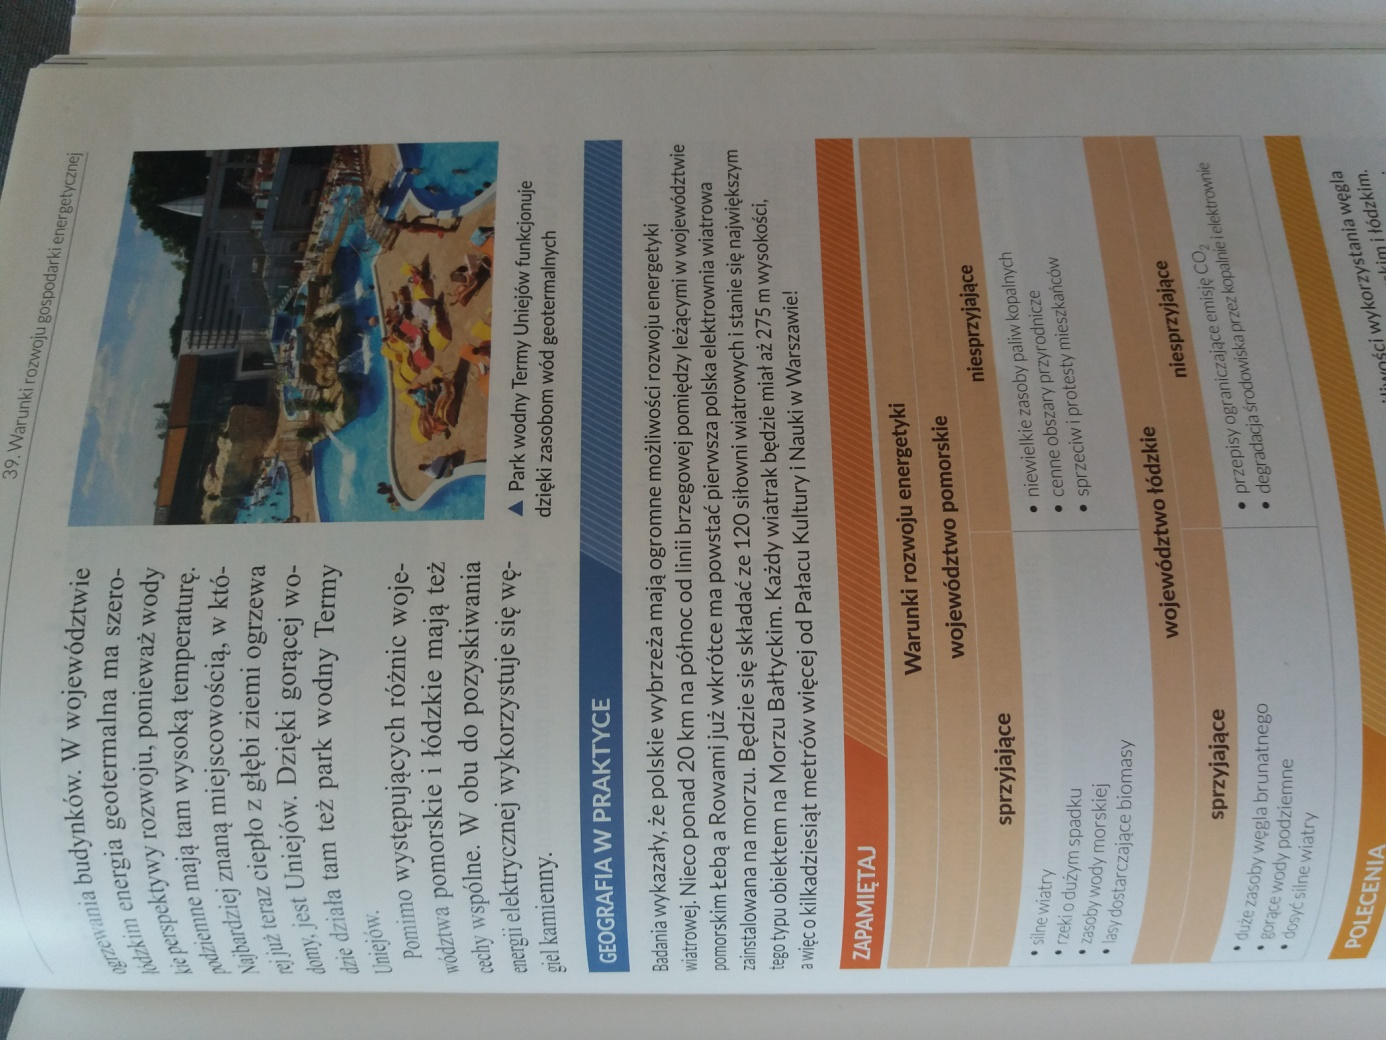 39. Warunki rozwoju gospodarki energetycznej
ogrzewania budynków. W województwie
łódzkim energia geotermalna ma szero-
kie perspektywy rozwoju, ponieważ wody
podziemne mają tam wysoką temperaturę.
Najbardziej znaną miejscowością, w któ-
rej już teraz ciepło z głębi ziemi ogrzewa
domy, jest Uniejów. Dzięki gorącej wo-
dzie działa tam też park wodny Termy
Uniejów.
Pomimo występujących różnic woje-
wództwa pomorskie i łódzkie mają też
cechy wspólne. W obu do pozyskiwania
energii elektrycznej wykorzystuje się wę-
giel kamienny.
▲ Park wodny Termy Uniejów funkcjonuje
dzięki zasobom wód geotermalnych
GEOGRAFIA W PRAKTYCE
Badania wykazały, że polskie wybrzeża mają ogromne możliwości rozwoju energetyki
wiatrowej. Nieco ponad 20 km na północ od linii brzegowej pomiędzy leżącymi w województwie
pomorskim Łebą a Rowami już wkrótce ma powstać pierwsza polska elektrownia wiatrowa
zainstalowana na morzu. Będzie się składać ze 120 siłowni wiatrowych i stanie się największym
tego typu obiektem na Morzu Bałtyckim. Każdy wiatrak będzie miał aż 275 m wysokości,
a więc o kilkadziesiąt metrów więcej od Pałacu Kultury i Nauki w Warszawie!
ZAPAMIĘTAJ
Warunki rozwoju energetyki
województwo pomorskie
sprzyjające
niesprzyjające
• silne wiatry
• rzeki o dużym spadku
• zasoby wody morskiej
• lasy dostarczające biomasy
• niewielkie zasoby paliw kopalnych
• cenne obszary przyrodnicze
• sprzeciw i protesty mieszkańców
województwo łódzkie
sprzyjające
niesprzyjające
• duże zasoby węgla brunatnego
• gorące wody podziemne
• dosyć silne wiatry
• przepisy ograniczające emisję CO₂
• degradacja środowiska przez kopalnie i elektrownie
POLECENIA
wykorzystania węgla
i łódzkim.